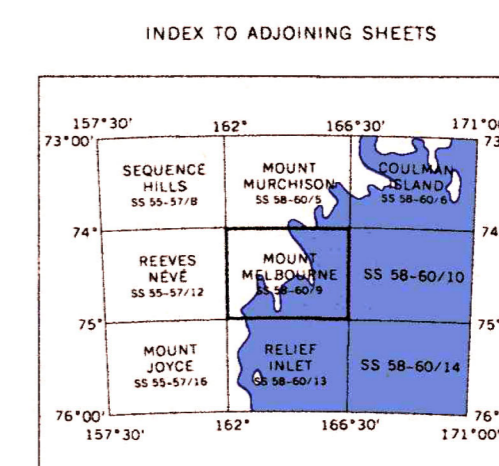 INDEX TO ADJOINING SHEETS
157°30' 162° 166°30' 171°00
73°00' 73
SEQUENCE
HILLS
SS 55-57/8
MOUNT
MURCHISON
SS 58-60/5
COULMAN
ISLAND
SS 58-60/6
74° 74
REEVES
NÉVÉ
SS 55-57/12
MOUNT
MELBOURNE
SS 58-60/9
SS 58-60/10
75° 75°
MOUNT
JOYCE
SS 55-57/16
RELIEF
INLET
SS 58-60/13
SS 58-60/14
76°00' 76°
157°30' 162° 166°30' 171°00